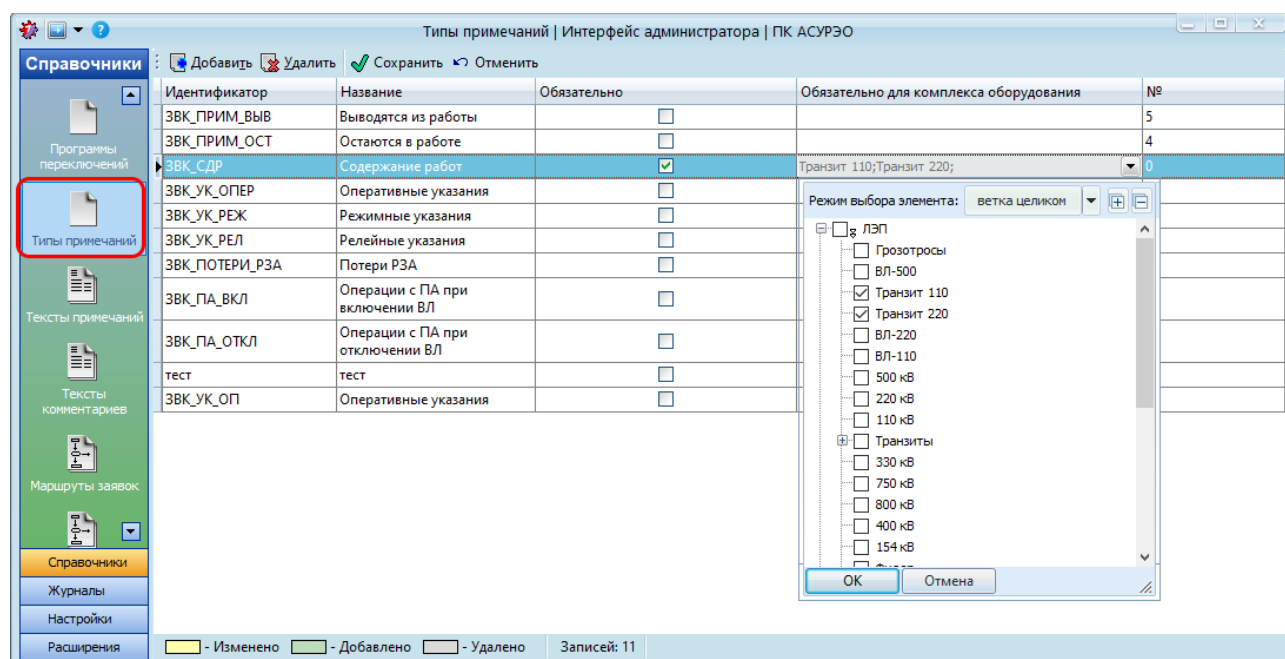 Типы примечаний | Интерфейс администратора | ПК АСУРЭО
Справочники
Добавить Удалить Сохранить Отменить
Идентификатор Название Обязательно Обязательно для комплекса оборудования №
ЗВК_ПРИМ_ВЫВ Выводятся из работы 5
ЗВК_ПРИМ_ОСТ Остаются в работе 4
ЗВК_СДР Содержание работ Транзит 110;Транзит 220; 0
ЗВК_УК_ОПЕР Оперативные указания
ЗВК_УК_РЕЖ Режимные указания
ЗВК_УК_РЕЛ Релейные указания
ЗВК_ПОТЕРИ_РЗА Потери РЗА
ЗВК_ПА_ВКЛ Операции с ПА при
включении ВЛ
ЗВК_ПА_ОТКЛ Операции с ПА при
отключении ВЛ
тест тест
ЗВК_УК_ОП Оперативные указания
Режим выбора элемента: ветка целиком
ЛЭП
Грозотросы
ВЛ-500
Транзит 110
Транзит 220
ВЛ-220
ВЛ-110
500 кВ
220 кВ
110 кВ
Транзиты
330 кВ
750 кВ
800 кВ
400 кВ
154 кВ
ОК Отмена
Программы
переключений
Типы примечаний
Тексты примечаний
Тексты
комментариев
Маршруты заявок
Справочники
Журналы
Настройки
Расширения
- Изменено - Добавлено - Удалено Записей: 11